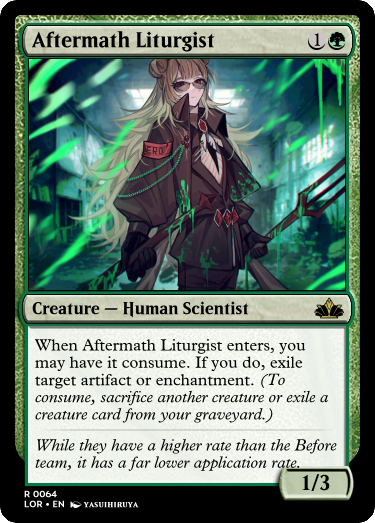 Aftermath Liturgist 1
ZERO
Creature — Human Scientist
When Aftermath Liturgist enters, you
may have it consume. If you do, exile
target artifact or enchantment. (To
consume, sacrifice another creature or exile a
creature card from your graveyard.)
While they have a higher rate than the Before
team, it has a far lower application rate.
1/3
R 0064
LOR • EN YASUIHIRUYA